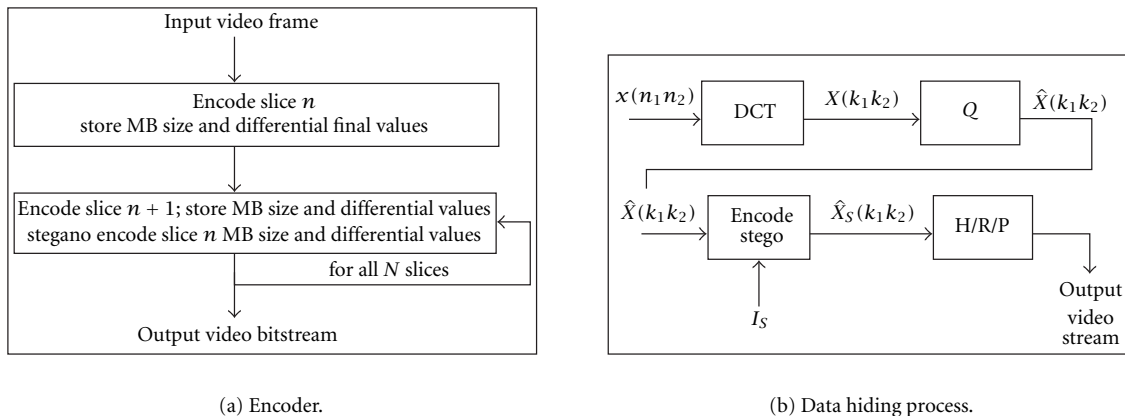 Input video frame
Encode slice n
store MB size and differential final values
Encode slice n + 1; store MB size and differential values
stegano encode slice n MB size and differential values
for all N slices
Output video bitstream
(a) Encoder.
x(n₁n₂)
DCT
X(k₁k₂)
Q
X̂(k₁k₂)
X̂(k₁k₂)
Encode
stego
X̂_S(k₁k₂)
H/R/P
I_S
Output
video
stream
(b) Data hiding process.